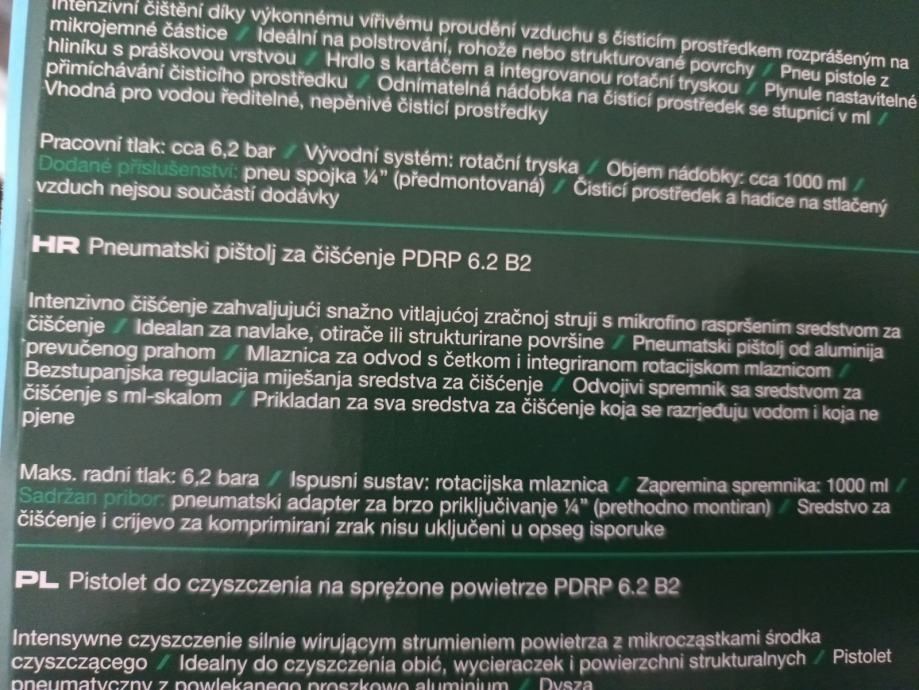 Intenzivní čištění díky výkonnému vířivému proudění vzduchu s čisticím prostředkem rozprášeným na
mikrojemné částice / Ideální na polstrování, rohože nebo strukturované povrchy / Pneu pistole z
hliníku s práškovou vrstvou / Hrdlo s kartáčem a integrovanou rotační tryskou / Plynule nastavitelné
přimíchávání čisticího prostředku / Odnímatelná nádobka na čisticí prostředek se stupnicí v ml /
Vhodná pro vodou ředitelné, nepěnivé čisticí prostředky
Pracovní tlak: cca 6,2 bar / Vývodní systém: rotační tryska / Objem nádobky: cca 1000 ml /
Dodané příslušenství: pneu spojka ¼” (předmontovaná) / Čisticí prostředek a hadice na stlačený
vzduch nejsou součástí dodávky
HR Pneumatski pištolj za čišćenje PDRP 6.2 B2
Intenzivno čišćenje zahvaljujući snažno vitlajućoj zračnoj struji s mikrofino raspršenim sredstvom za
čišćenje / Idealan za navlake, otirače ili strukturirane površine / Pneumatski pištolj od aluminija
prevučenog prahom / Mlaznica za odvod s četkom i integriranom rotacijskom mlaznicom /
Bezstupanjska regulacija miješanja sredstva za čišćenje / Odvojivi spremnik sa sredstvom za
čišćenje s ml-skalom / Prikladan za sva sredstva za čišćenje koja se razrjeđuju vodom i koja ne
pjene
Maks. radni tlak: 6,2 bara / Ispusni sustav: rotacijska mlaznica / Zapremina spremnika: 1000 ml /
Sadržan pribor: pneumatski adapter za brzo priključivanje ¼” (prethodno montiran) / Sredstvo za
čišćenje i crijevo za komprimirani zrak nisu uključeni u opseg isporuke
PL Pistolet do czyszczenia na sprężone powietrze PDRP 6.2 B2
Intensywne czyszczenie silnie wirującym strumieniem powietrza z mikrocząstkami środka
czyszczącego / Idealny do czyszczenia obić, wycieraczek i powierzchni strukturalnych / Pistolet
pneumatyczny z powlekanego proszkowo aluminium / Dysza